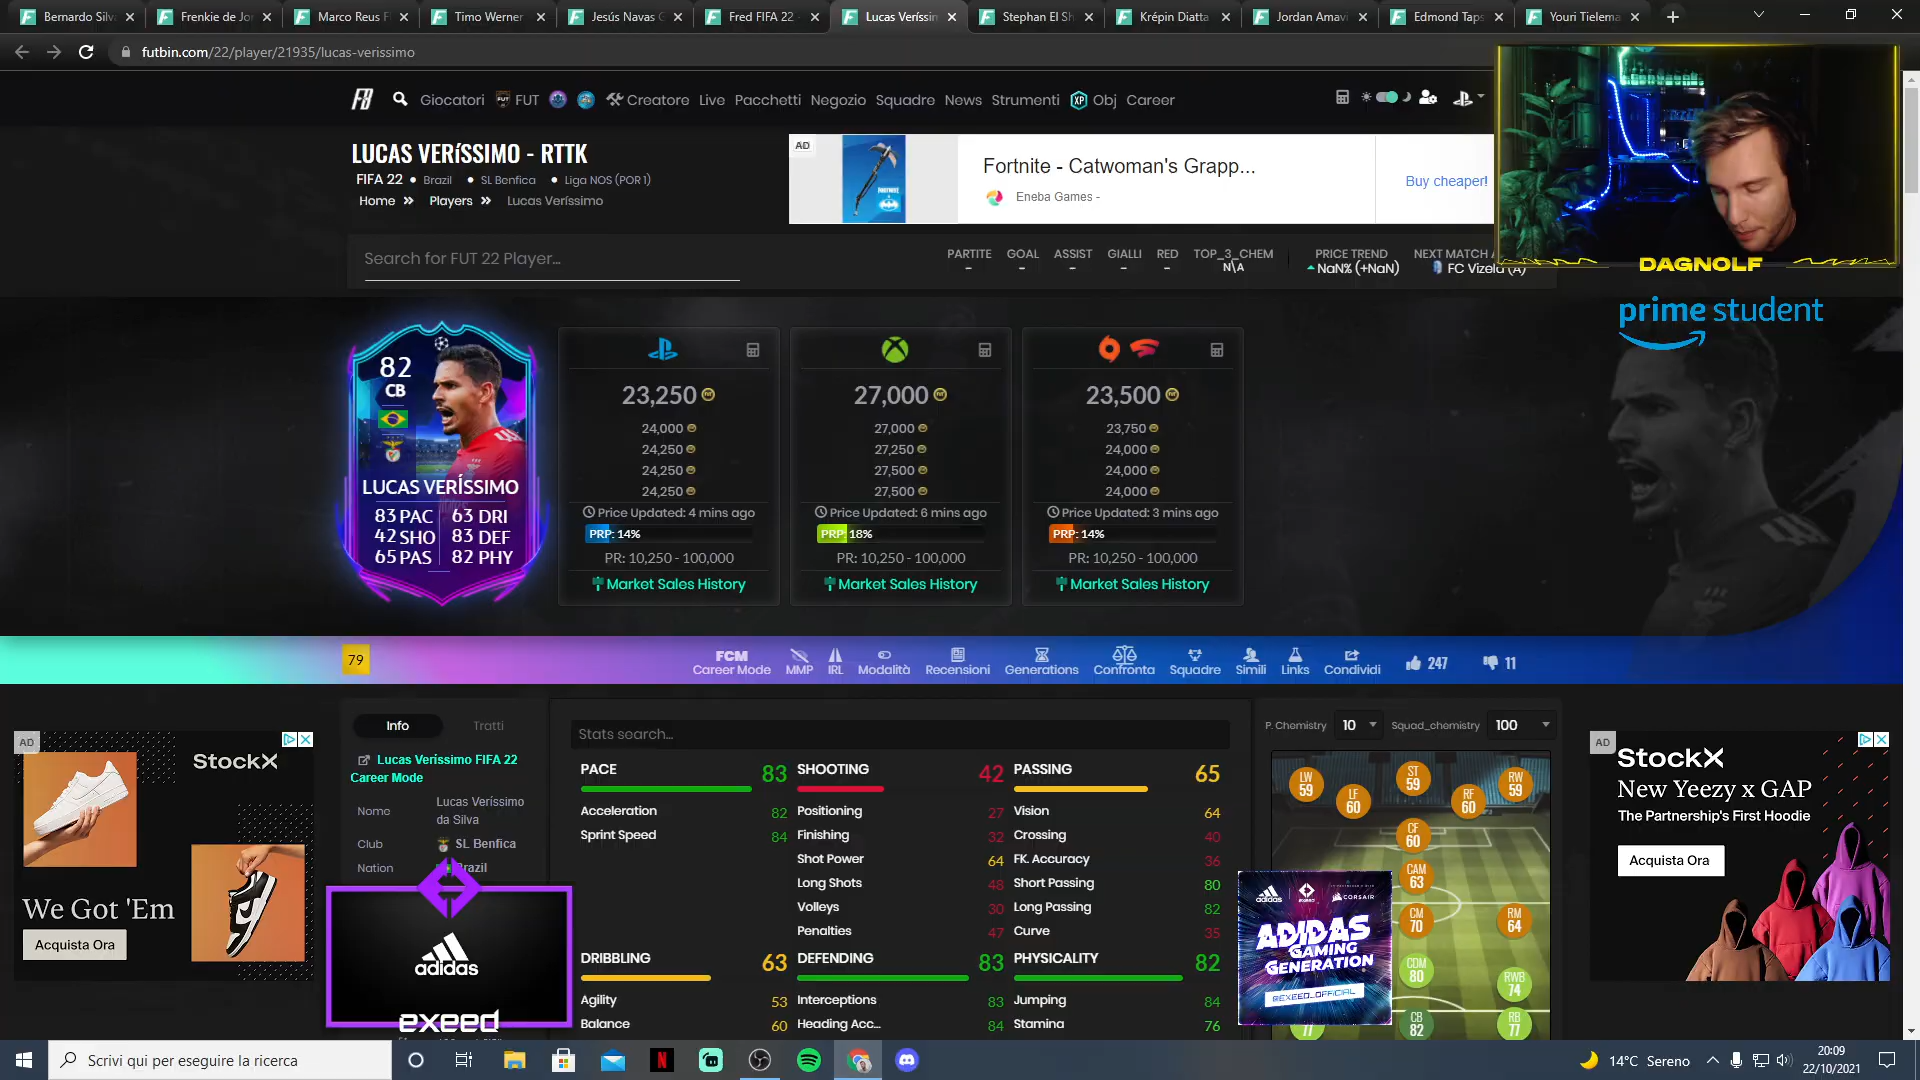 Bernardo Silv
Frenkie de Jo
Marco Reus F
Timo Werner
Jesús Navas
Fred FIFA 22
Lucas Veríssim
Stephan El Sh
Krépin Diatta
Jordan Amavi
Edmond Taps
Youri Tielema
futbin.com/22/player/21935/lucas-verissimo
Giocatori FUT Creatore Live Pacchetti Negozio Squadre News Strumenti XP Obj Career
LUCAS VERíSSIMO - RTTK
FIFA 22 • Brazil • SL Benfica • Liga NOS (POR 1)
Home » Players » Lucas Veríssimo
AD
Fortnite - Catwoman's Grapp...
Eneba Games -
Buy cheaper!
DAGNOLF
prime student
Search for FUT 22 Player...
PARTITE GOAL ASSIST GIALLI RED TOP_3_CHEM PRICE TREND NEXT MATCH
- - - - - N\A NaN% (+NaN) FC Vizela (A)
82
CB
LUCAS VERÍSSIMO
83 PAC 63 DRI
42 SHO 83 DEF
65 PAS 82 PHY
23,250
24,000
24,250
24,250
24,250
Price Updated: 4 mins ago
PRP: 14%
PR: 10,250 - 100,000
Market Sales History
27,000
27,000
27,250
27,500
27,500
Price Updated: 6 mins ago
PRP: 18%
PR: 10,250 - 100,000
Market Sales History
23,500
23,750
24,000
24,000
24,000
Price Updated: 3 mins ago
PRP: 14%
PR: 10,250 - 100,000
Market Sales History
79
FCM
Career Mode MMP IRL Modalità Recensioni Generations Confronta Squadre Simili Links Condividi 247 11
AD
StockX
We Got 'Em
Acquista Ora
Info Tratti
Lucas Veríssimo FIFA 22
Career Mode
Nome Lucas Veríssimo
da Silva
Club SL Benfica
Nation
adidas
exeed
Stats search...
PACE 83 SHOOTING 42 PASSING 65
Acceleration 82 Positioning 27 Vision 64
Sprint Speed 84 Finishing 32 Crossing 40
Shot Power 64 FK. Accuracy 36
Long Shots 48 Short Passing 80
Volleys 30 Long Passing 82
Penalties 47 Curve 35
DRIBBLING 63 DEFENDING 83 PHYSICALITY 82
Agility 53 Interceptions 83 Jumping 84
Balance 60 Heading Acc... 84 Stamina 76
P. Chemistry 10 Squad_chemistry 100
LW
59
LF
60
ST
59
RF
60
RW
59
CF
60
CAM
63
CM
70
RM
64
CDM
80
RWB
74
77
CB
82
RB
77
adidas CORSAIR
ADIDAS
GAMING
GENERATION
@EXEED_OFFICIAL
AD
StockX
New Yeezy x GAP
The Partnership's First Hoodie
Acquista Ora
Scrivi qui per eseguire la ricerca
14°C Sereno
20:09
22/10/2021